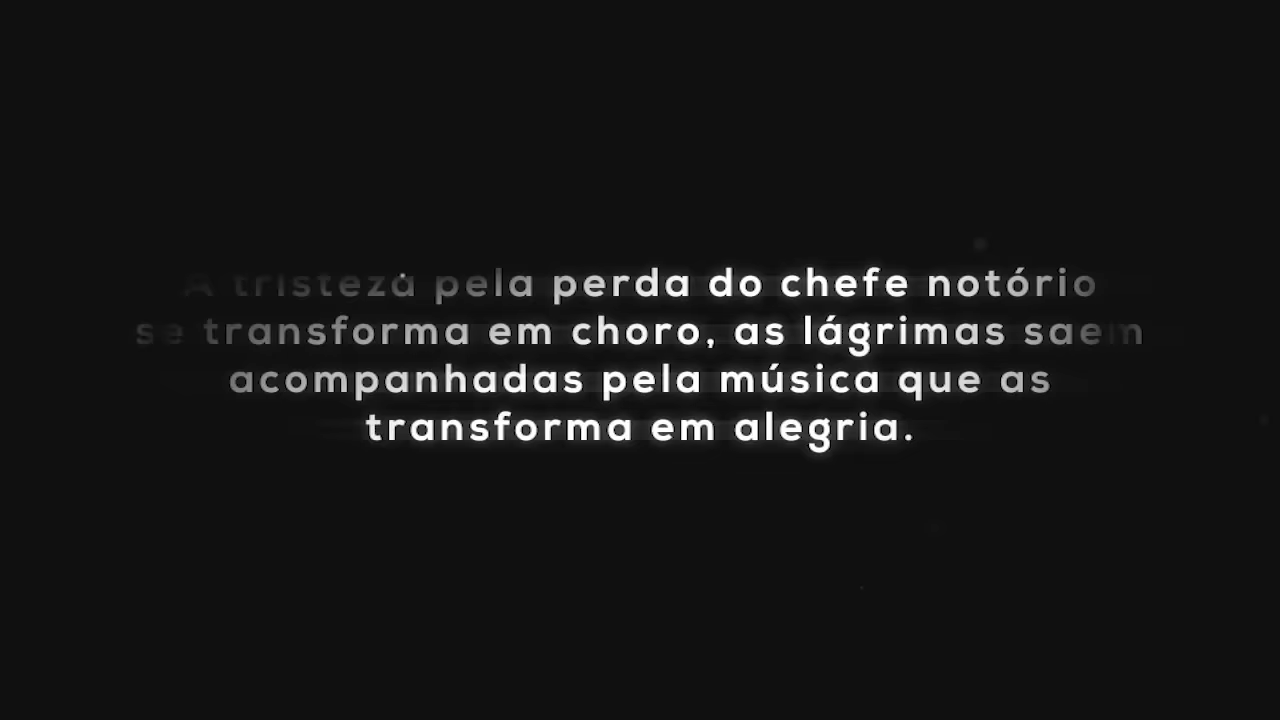 A tristeza pela perda do chefe notório
se transforma em choro, as lágrimas saem
acompanhadas pela música que as
transforma em alegria.